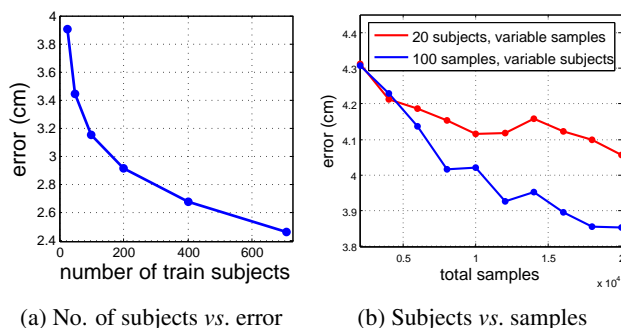 4
3.8
3.6
3.4
3.2
3
2.8
2.6
2.4
error (cm)
0 200 400 600
number of train subjects
(a) No. of subjects vs. error
4.4
4.3
4.2
4.1
4
3.9
3.8
error (cm)
20 subjects, variable samples
100 samples, variable subjects
0.5 1 1.5 2
x 10⁴
total samples
(b) Subjects vs. samples